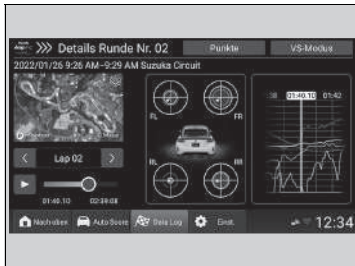 Details Runde Nr. 02
Punkte
VS-Modus
2022/01/26 9:26 AM-9:29 AM Suzuka Circuit
FL
FR
RL
RR
01:40.10 01:40
Lap 02
01:40.10 02:39.08
Auto Score
Data Log
Einst.
12:34